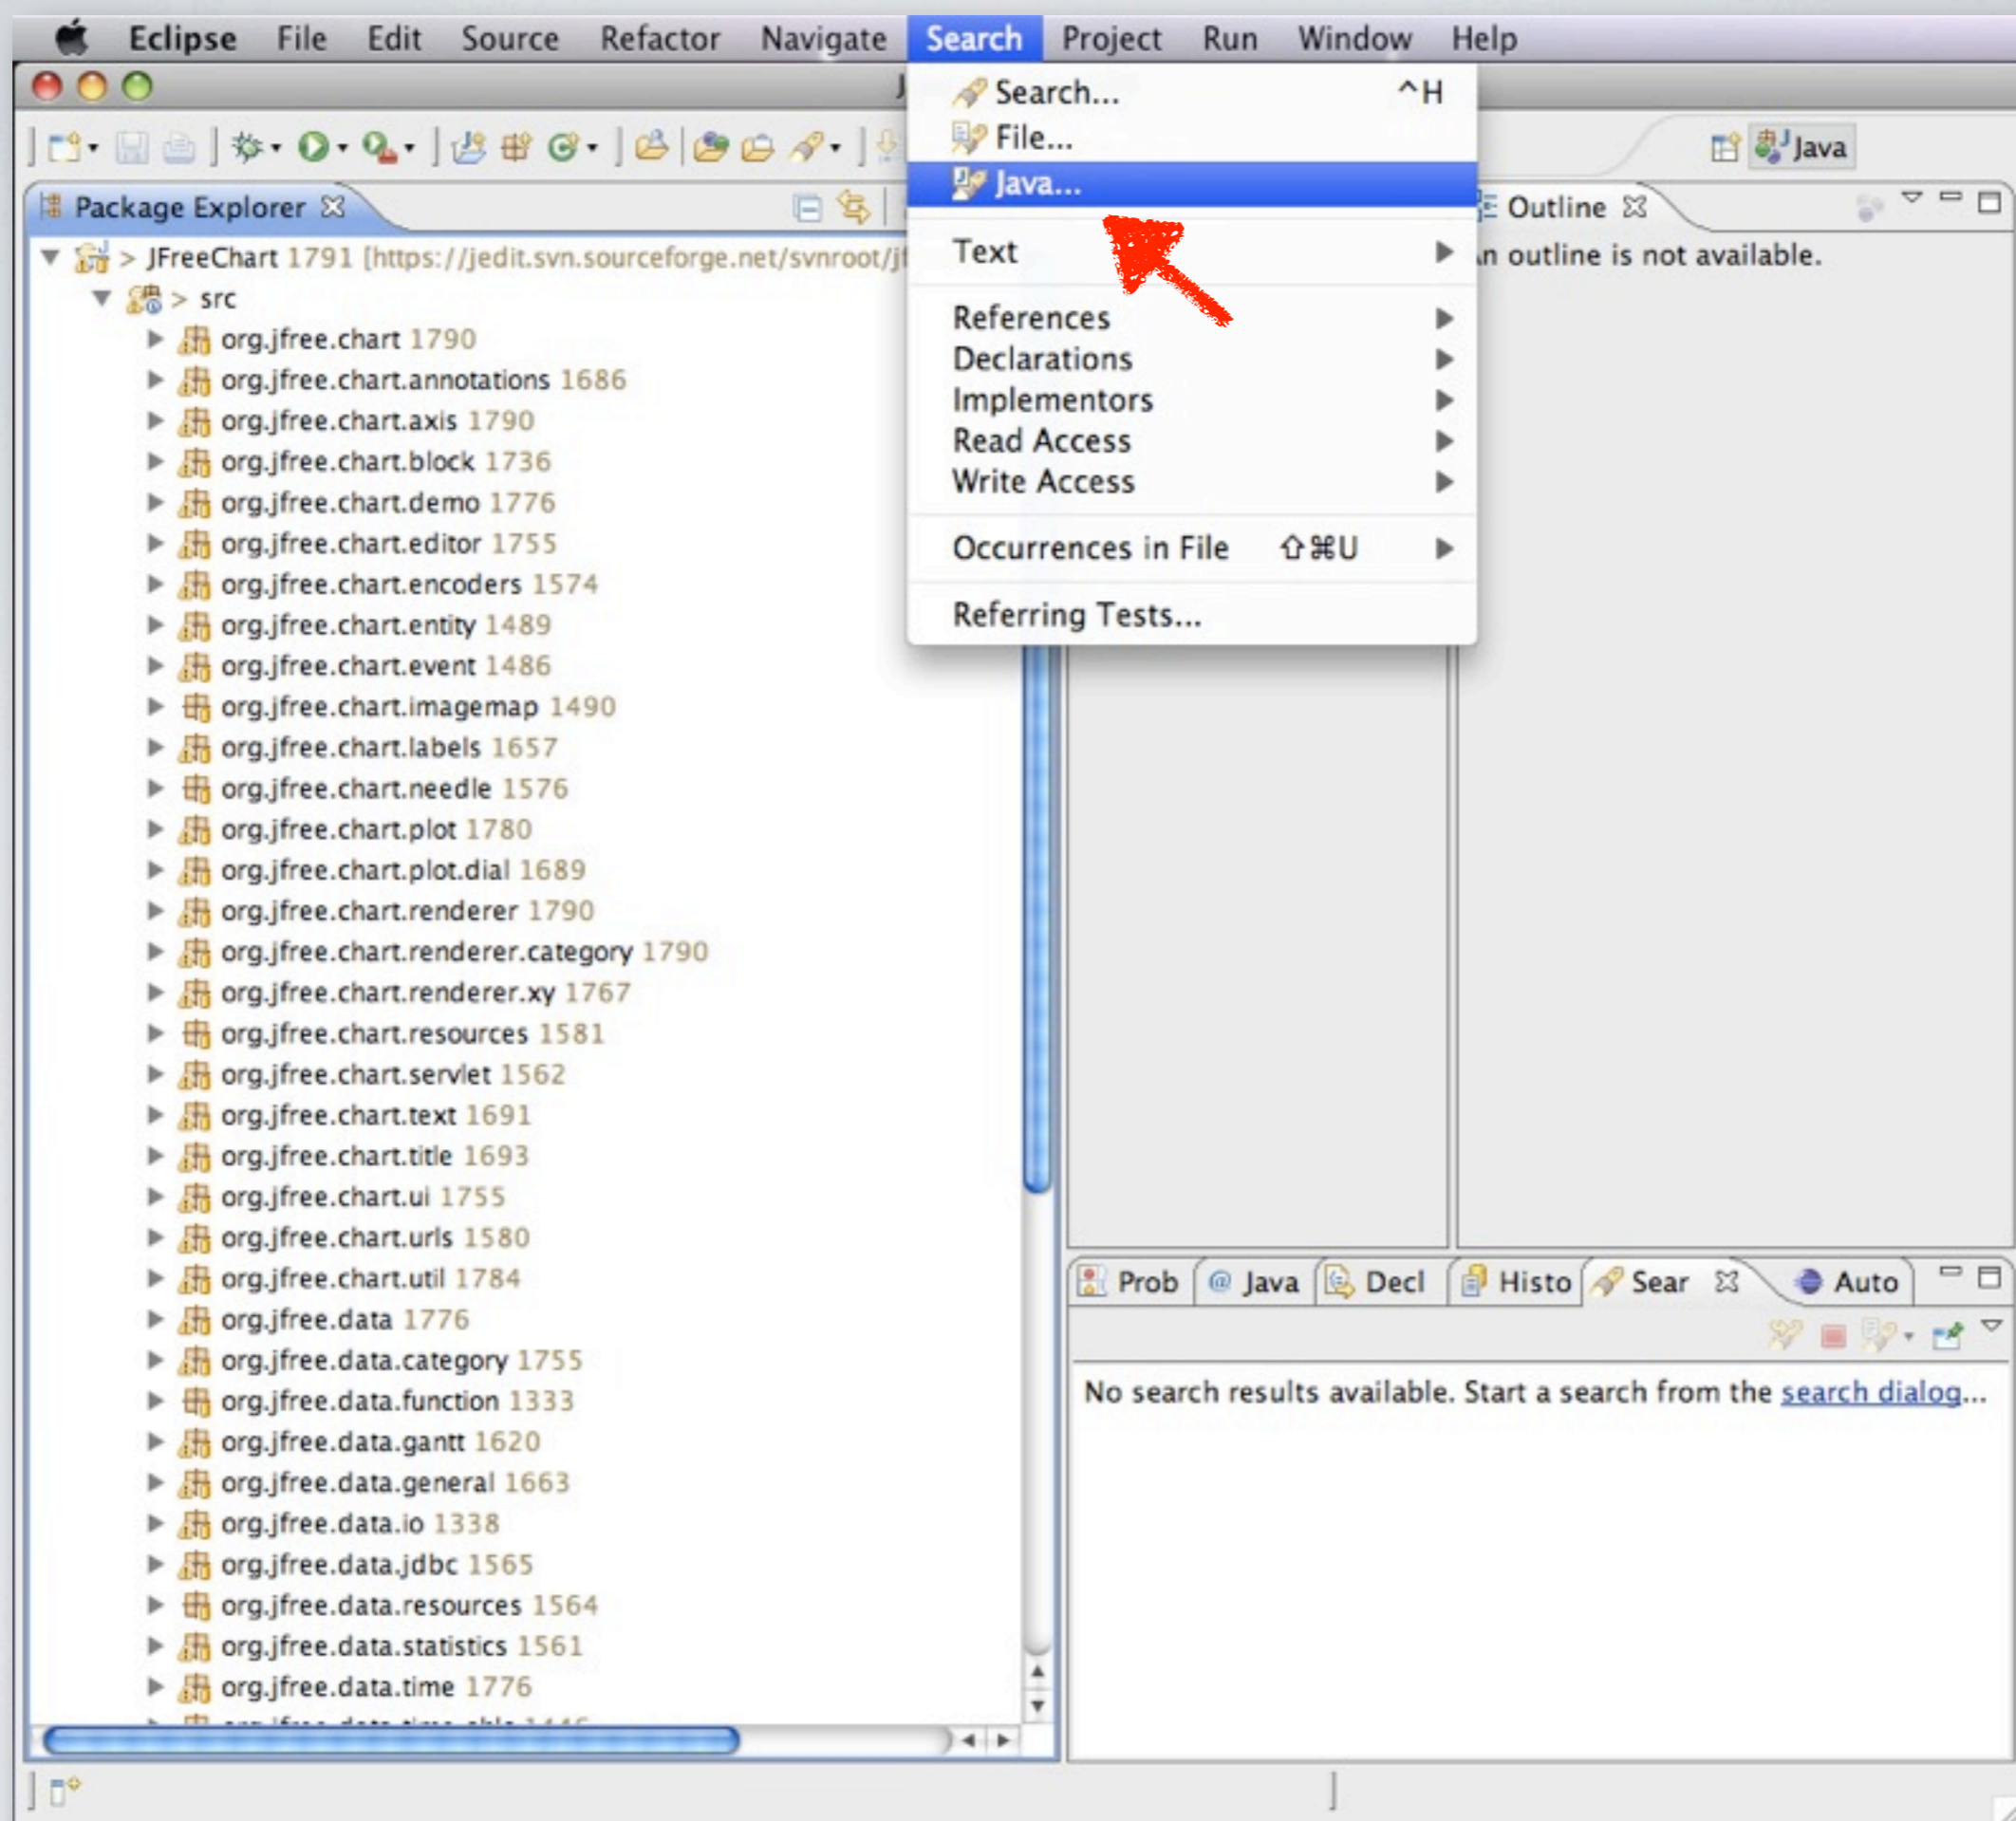 Eclipse File Edit Source Refactor Navigate Search Project Run Window Help
Search... ^H
File...
Java...
Text
References
Declarations
Implementors
Read Access
Write Access
Occurrences in File ⇧⌘U
Referring Tests...
Java
Package Explorer
> JFreeChart 1791 [https://jedit.svn.sourceforge.net/svnroot/jf
> src
org.jfree.chart 1790
org.jfree.chart.annotations 1686
org.jfree.chart.axis 1790
org.jfree.chart.block 1736
org.jfree.chart.demo 1776
org.jfree.chart.editor 1755
org.jfree.chart.encoders 1574
org.jfree.chart.entity 1489
org.jfree.chart.event 1486
org.jfree.chart.imagemap 1490
org.jfree.chart.labels 1657
org.jfree.chart.needle 1576
org.jfree.chart.plot 1780
org.jfree.chart.plot.dial 1689
org.jfree.chart.renderer 1790
org.jfree.chart.renderer.category 1790
org.jfree.chart.renderer.xy 1767
org.jfree.chart.resources 1581
org.jfree.chart.servlet 1562
org.jfree.chart.text 1691
org.jfree.chart.title 1693
org.jfree.chart.ui 1755
org.jfree.chart.urls 1580
org.jfree.chart.util 1784
org.jfree.data 1776
org.jfree.data.category 1755
org.jfree.data.function 1333
org.jfree.data.gantt 1620
org.jfree.data.general 1663
org.jfree.data.io 1338
org.jfree.data.jdbc 1565
org.jfree.data.resources 1564
org.jfree.data.statistics 1561
org.jfree.data.time 1776
Outline
n outline is not available.
Prob @ Java Decl Histo Sear Auto
No search results available. Start a search from the search dialog...